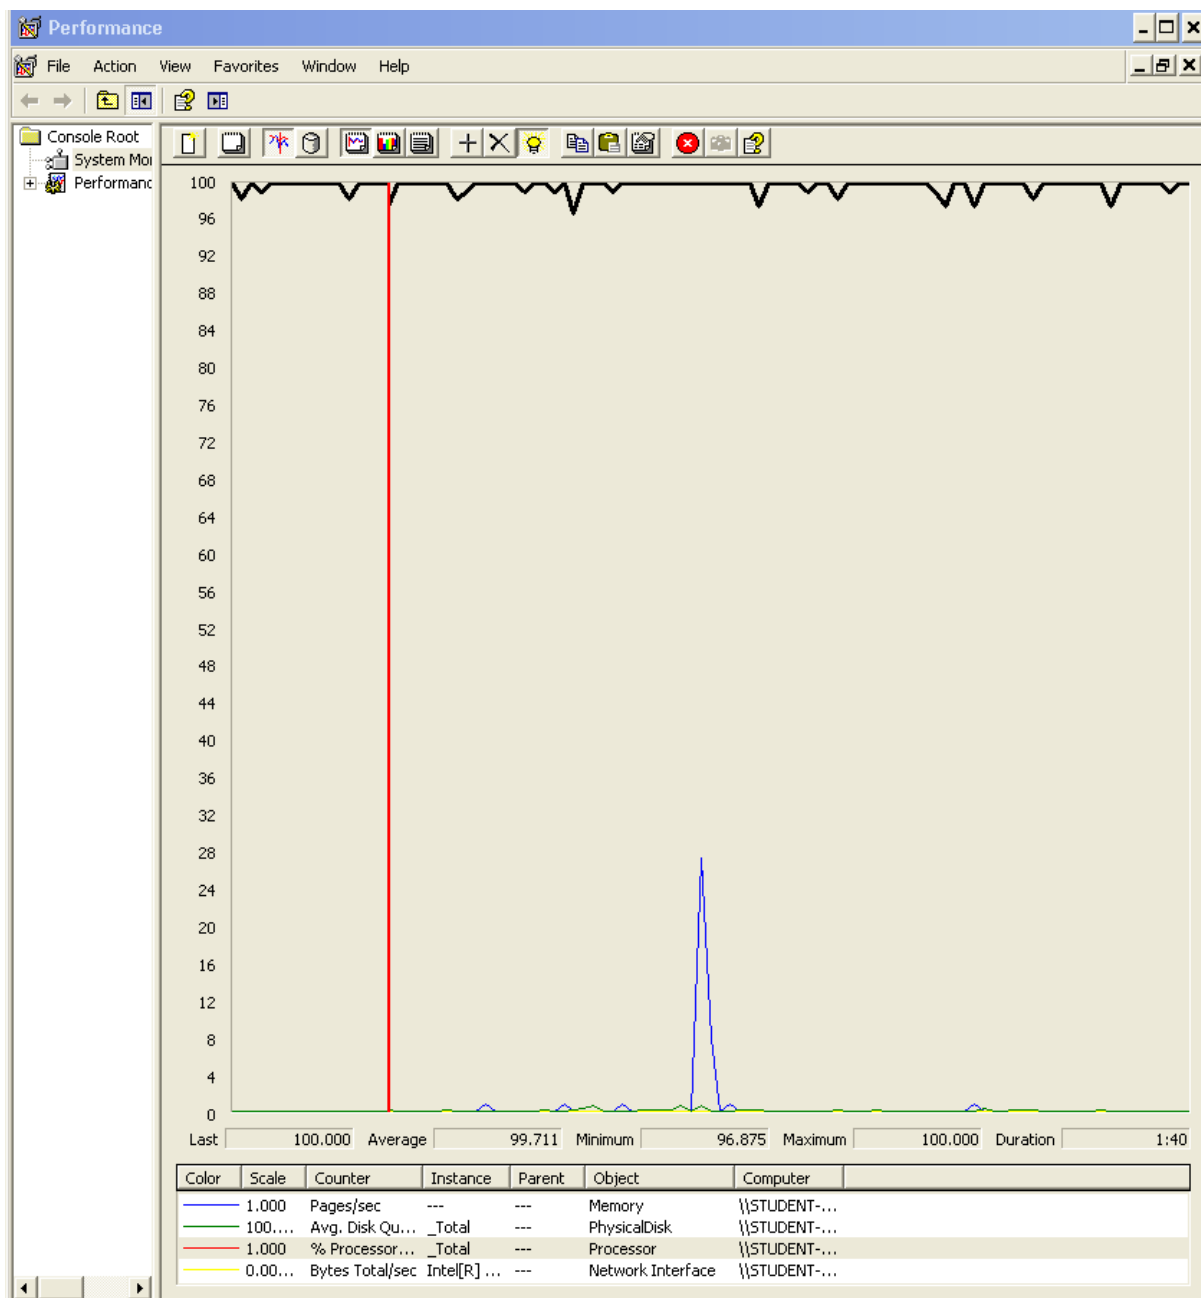 Performance
File Action View Favorites Window Help
Console Root
System Mor
Performanc
100
96
92
88
84
80
76
72
68
64
60
56
52
48
44
40
36
32
28
24
20
16
12
8
4
0
Last 100.000 Average 99.711 Minimum 96.875 Maximum 100.000 Duration 1:40
Color Scale Counter Instance Parent Object Computer
1.000 Pages/sec --- --- Memory \\STUDENT-...
100.... Avg. Disk Qu... _Total --- PhysicalDisk \\STUDENT-...
1.000 % Processor... _Total --- Processor \\STUDENT-...
0.00... Bytes Total/sec Intel[R] ... --- Network Interface \\STUDENT-...